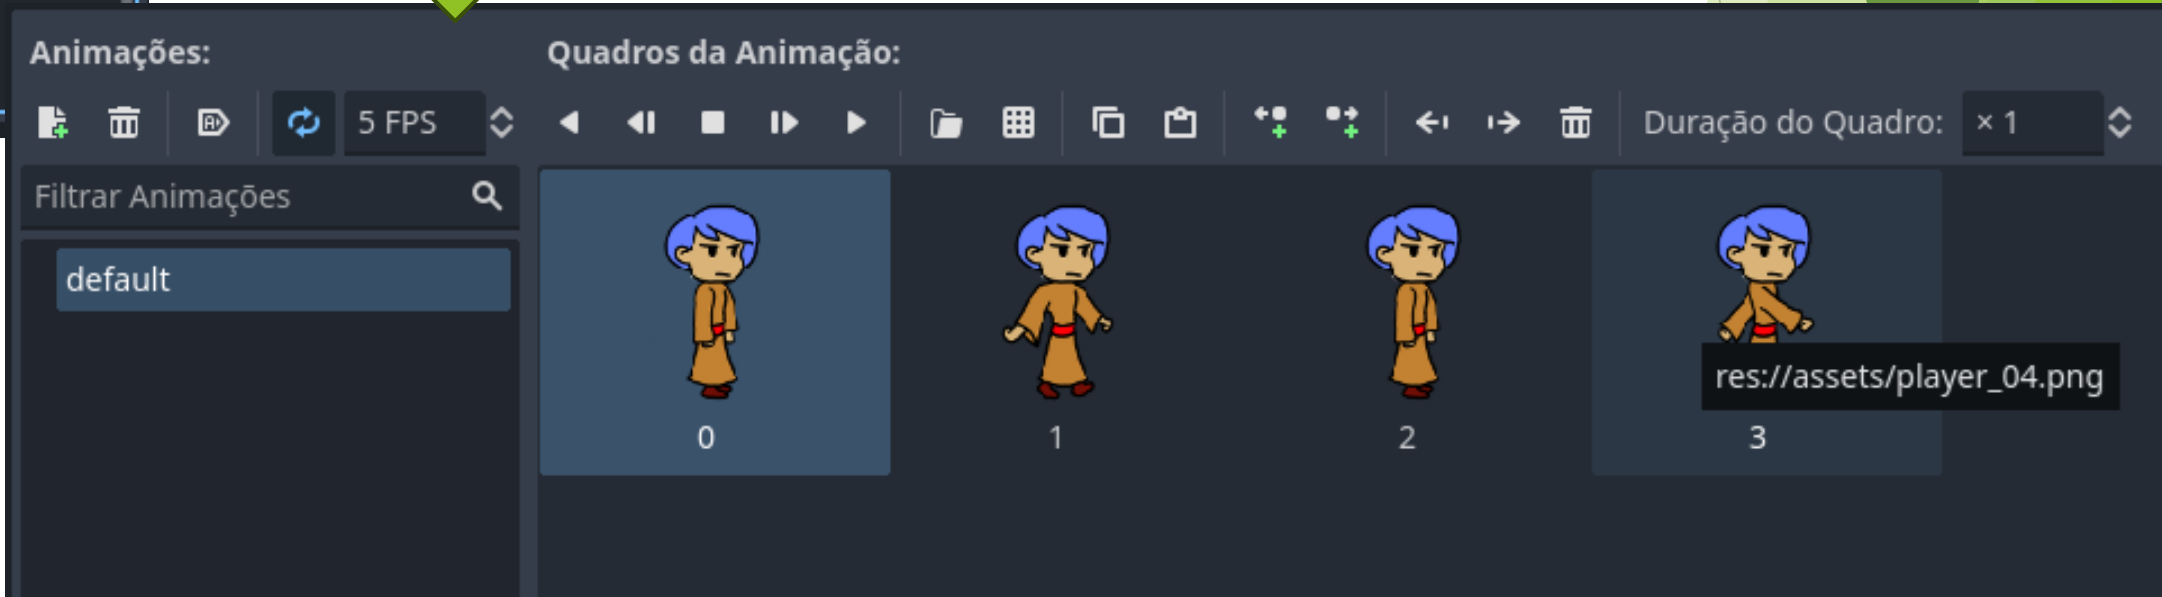 Animações:
Quadros da Animação:
5 FPS
Duração do Quadro:
× 1
Filtrar Animações
default
res://assets/player_04.png
0
1
2
3